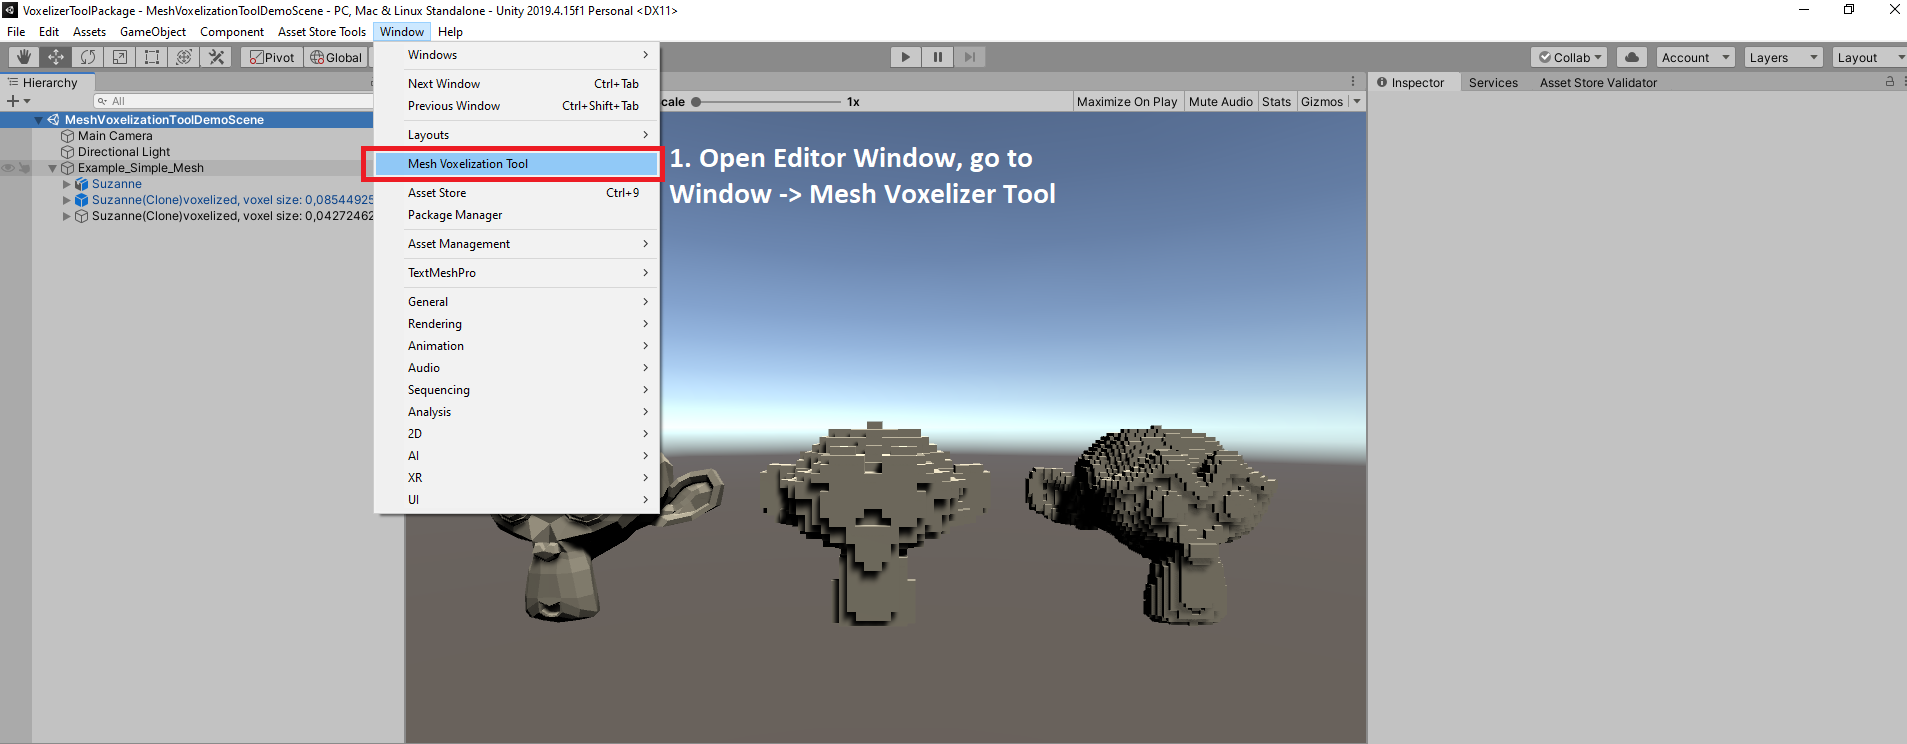 VoxelizerToolPackage - MeshVoxelizationToolDemoScene - PC, Mac & Linux Standalone - Unity 2019.4.15f1 Personal <DX11>
File Edit Assets GameObject Component Asset Store Tools Window Help
Pivot Global Collab Account Layers Layout
Hierarchy
All
MeshVoxelizationToolDemoScene
Main Camera
Directional Light
Example_Simple_Mesh
Suzanne
Suzanne(Clone)voxelized, voxel size: 0,08544925
Suzanne(Clone)voxelized, voxel size: 0,04272462
Windows
Next Window Ctrl+Tab
Previous Window Ctrl+Shift+Tab
Layouts
Mesh Voxelization Tool
Asset Store Ctrl+9
Package Manager
Asset Management
TextMeshPro
General
Rendering
Animation
Audio
Sequencing
Analysis
2D
AI
XR
UI
cale 1x Maximize On Play Mute Audio Stats Gizmos
1. Open Editor Window, go to
Window -> Mesh Voxelizer Tool
Inspector Services Asset Store Validator